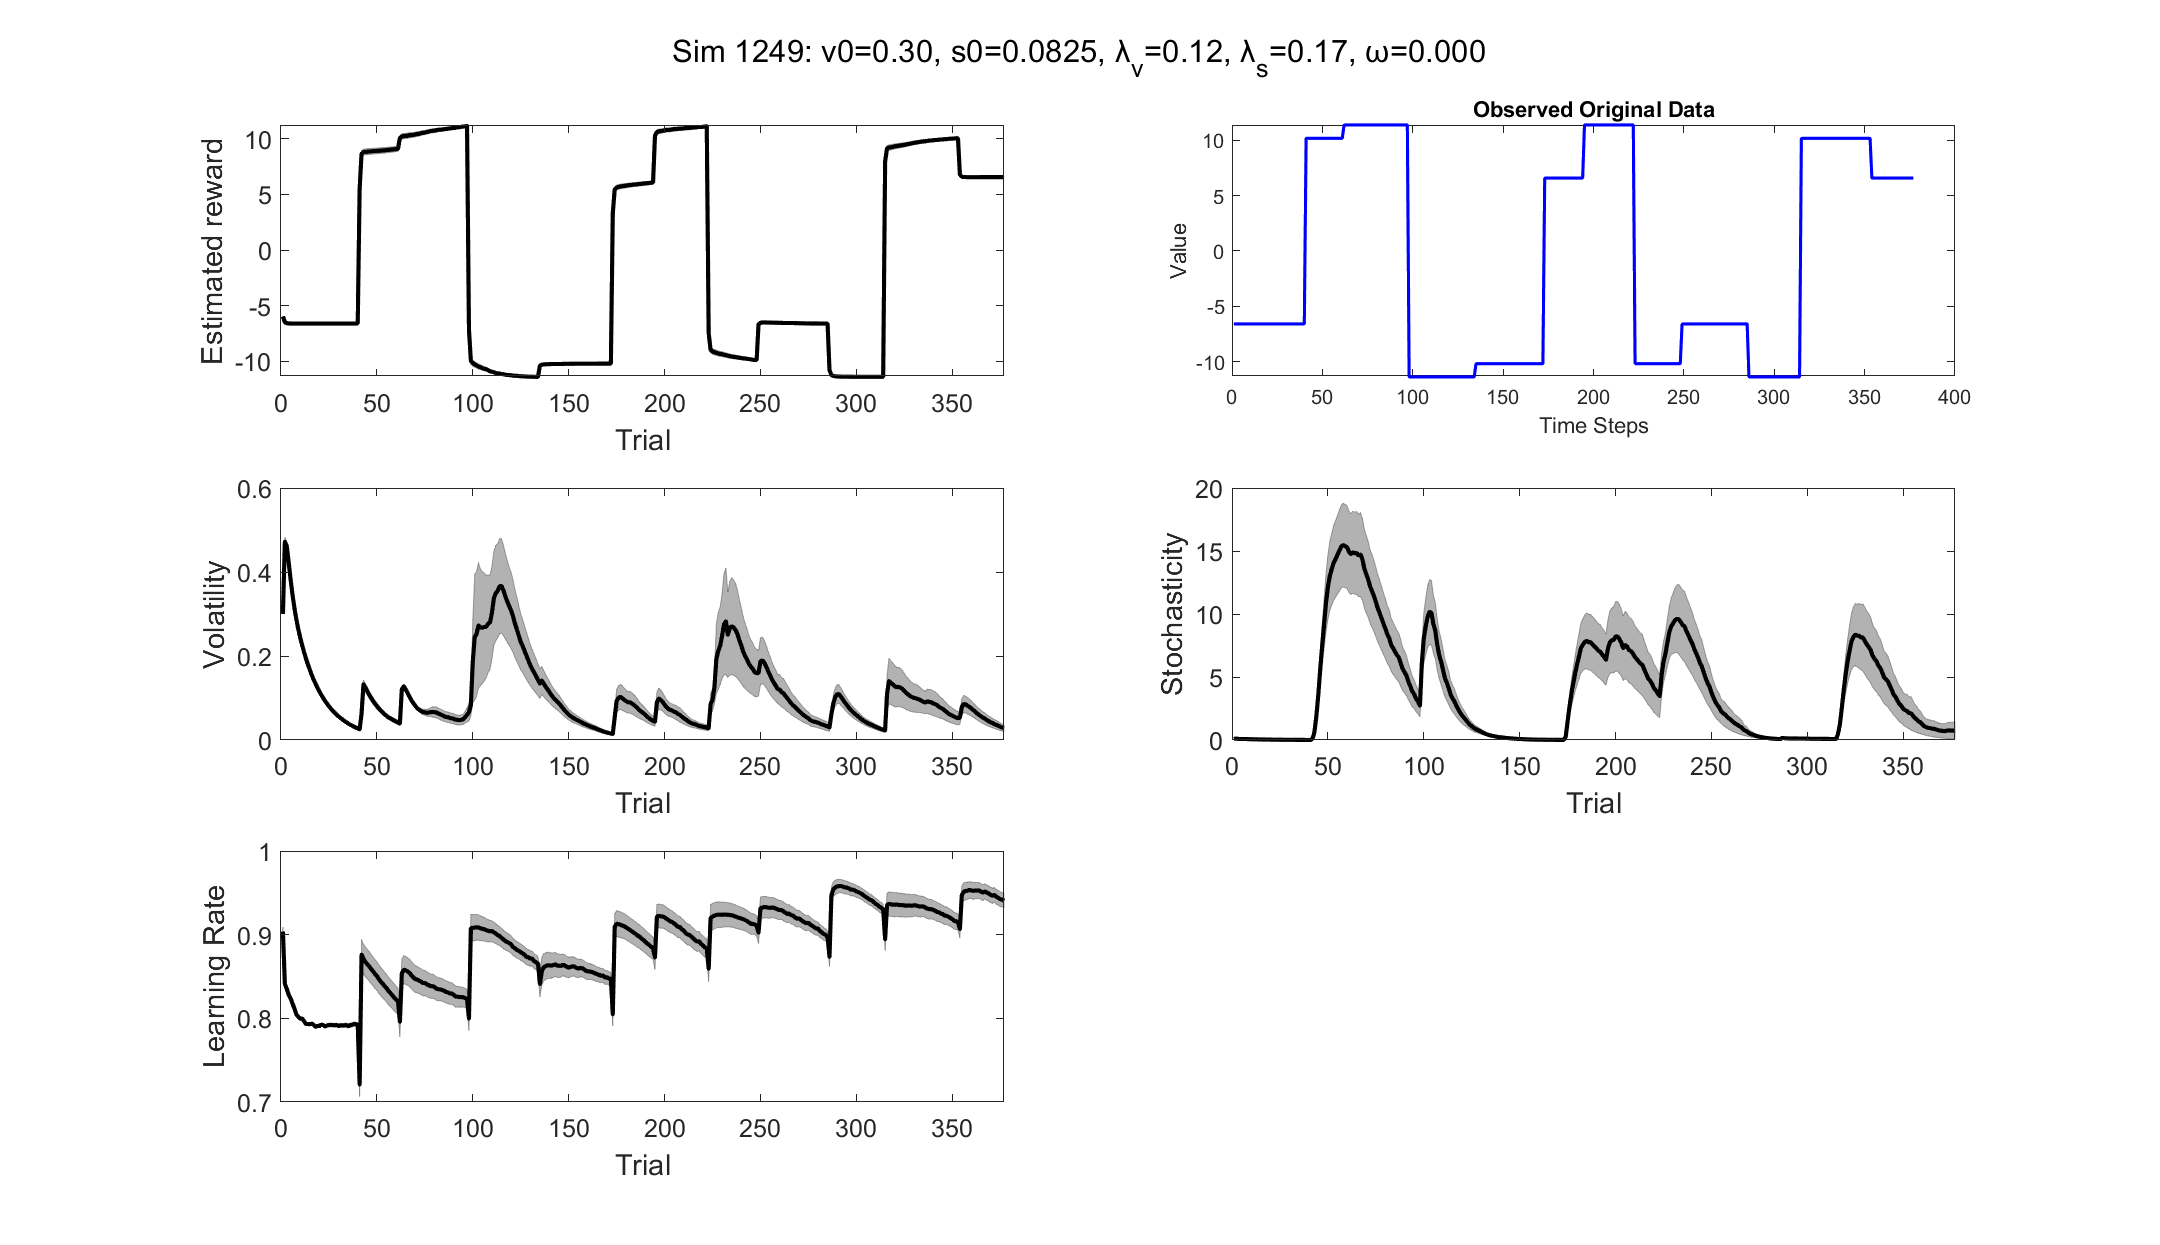 Sim 1249: v0=0.30, s0=0.0825, λv=0.12, λs=0.17, ω=0.000
Estimated reward
10
5
0
-5
-10
0 50 100 150 200 250 300 350
Trial
Observed Original Data
Value
10
5
0
-5
-10
0 50 100 150 200 250 300 350 400
Time Steps
Volatility
0.6
0.4
0.2
0
0 50 100 150 200 250 300 350
Trial
Stochasticity
20
15
10
5
0
0 50 100 150 200 250 300 350
Trial
Learning Rate
1
0.9
0.8
0.7
0 50 100 150 200 250 300 350
Trial